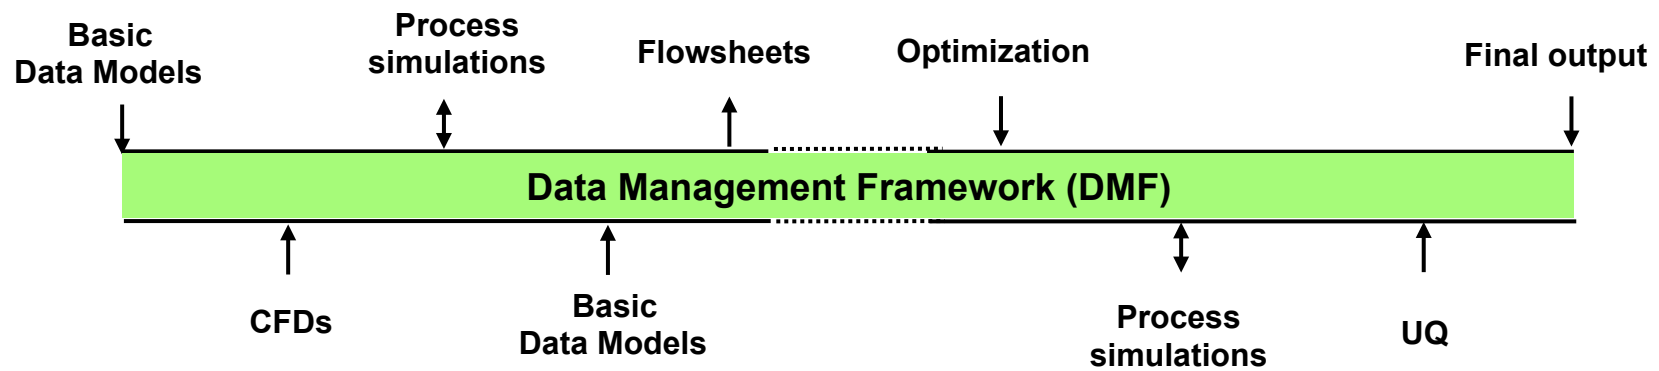 Basic
Data Models
Process
simulations
Flowsheets
Optimization
Final output
Data Management Framework (DMF)
CFDs
Basic
Data Models
Process
simulations
UQ